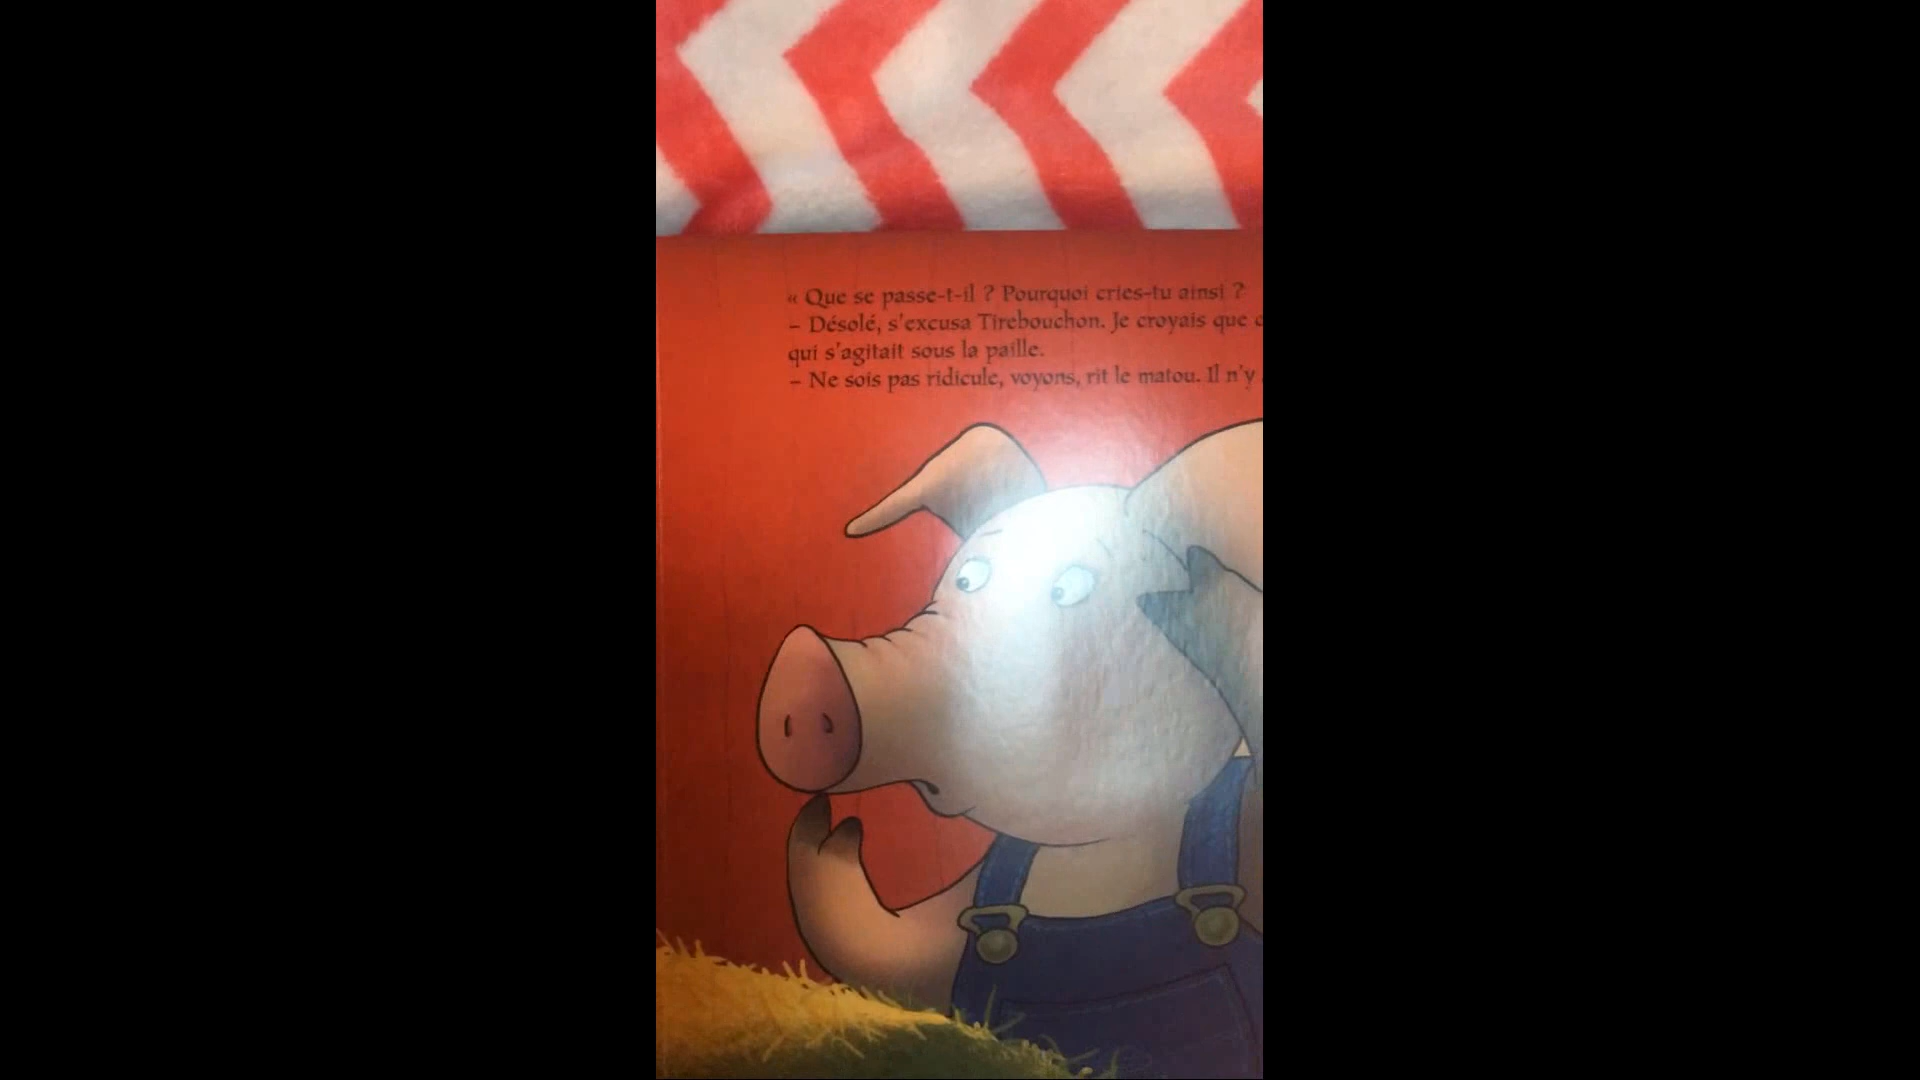 « Que se passe-t-il ? Pourquoi cries-tu ainsi ?
– Désolé, s'excusa Tirebouchon. Je croyais que
qui s'agitait sous la paille.
– Ne sois pas ridicule, voyons, rit le matou. Il n'y